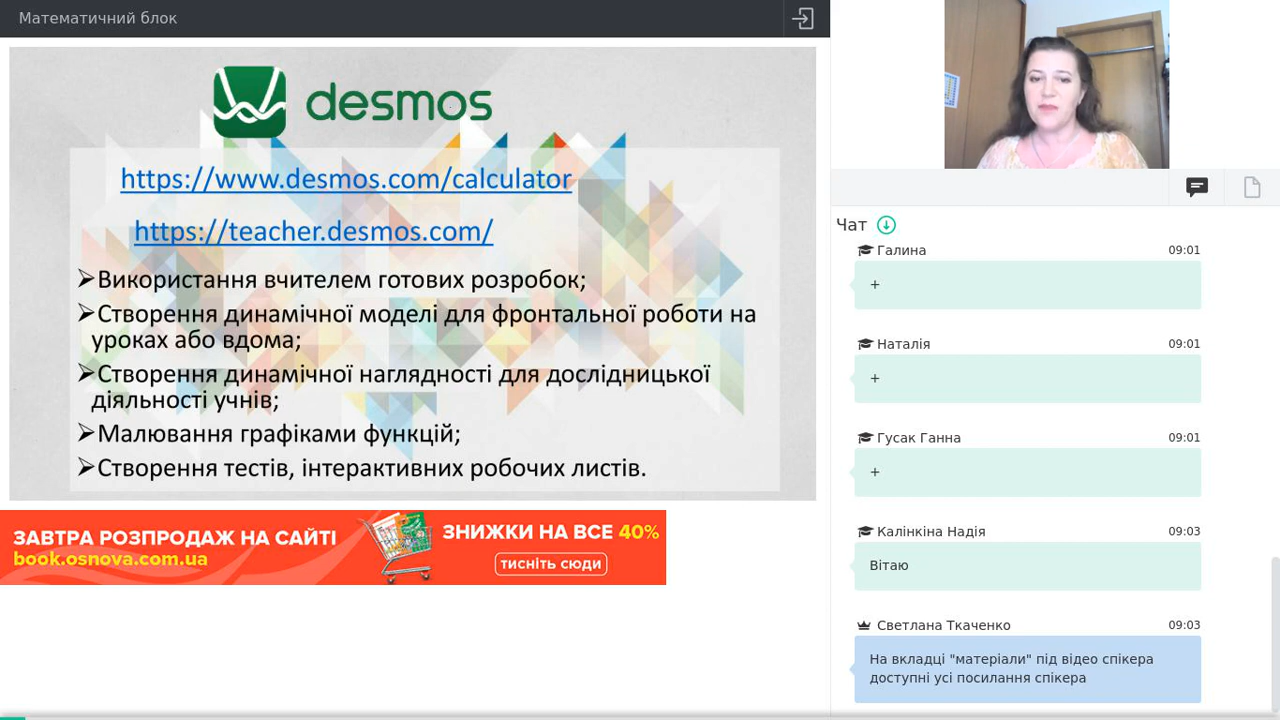 Математичний блок
desmos
https://www.desmos.com/calculator
https://teacher.desmos.com/
➢Використання вчителем готових розробок;
➢Створення динамічної моделі для фронтальної роботи на
уроках або вдома;
➢Створення динамічної наглядності для дослідницької
діяльності учнів;
➢Малювання графіками функцій;
➢Створення тестів, інтерактивних робочих листів.
ЗАВТРА РОЗПРОДАЖ НА САЙТІ
book.osnova.com.ua
ЗНИЖКИ НА ВСЕ 40%
тисніть сюди
Чат
Галина 09:01
+
Наталія 09:01
+
Гусак Ганна 09:01
+
Калінкіна Надія 09:03
Вітаю
Светлана Ткаченко 09:03
На вкладці "матеріали" під відео спікера
доступні усі посилання спікера